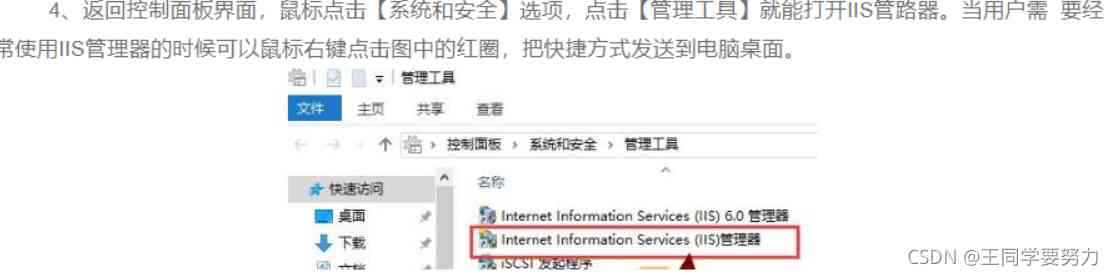 4、返回控制面板界面，鼠标点击【系统和安全】选项，点击【管理工具】就能打开IIS管路器。当用户需 要经
常使用IIS管理器的时候可以鼠标右键点击图中的红圈，把快捷方式发送到电脑桌面。
管理工具
文件 主页 共享 查看
控制面板 › 系统和安全 › 管理工具
快速访问
名称
桌面
Internet Information Services (IIS) 6.0 管理器
下载
Internet Information Services (IIS)管理器
文档
iSCSI 发起程序
CSDN @王同学要努力